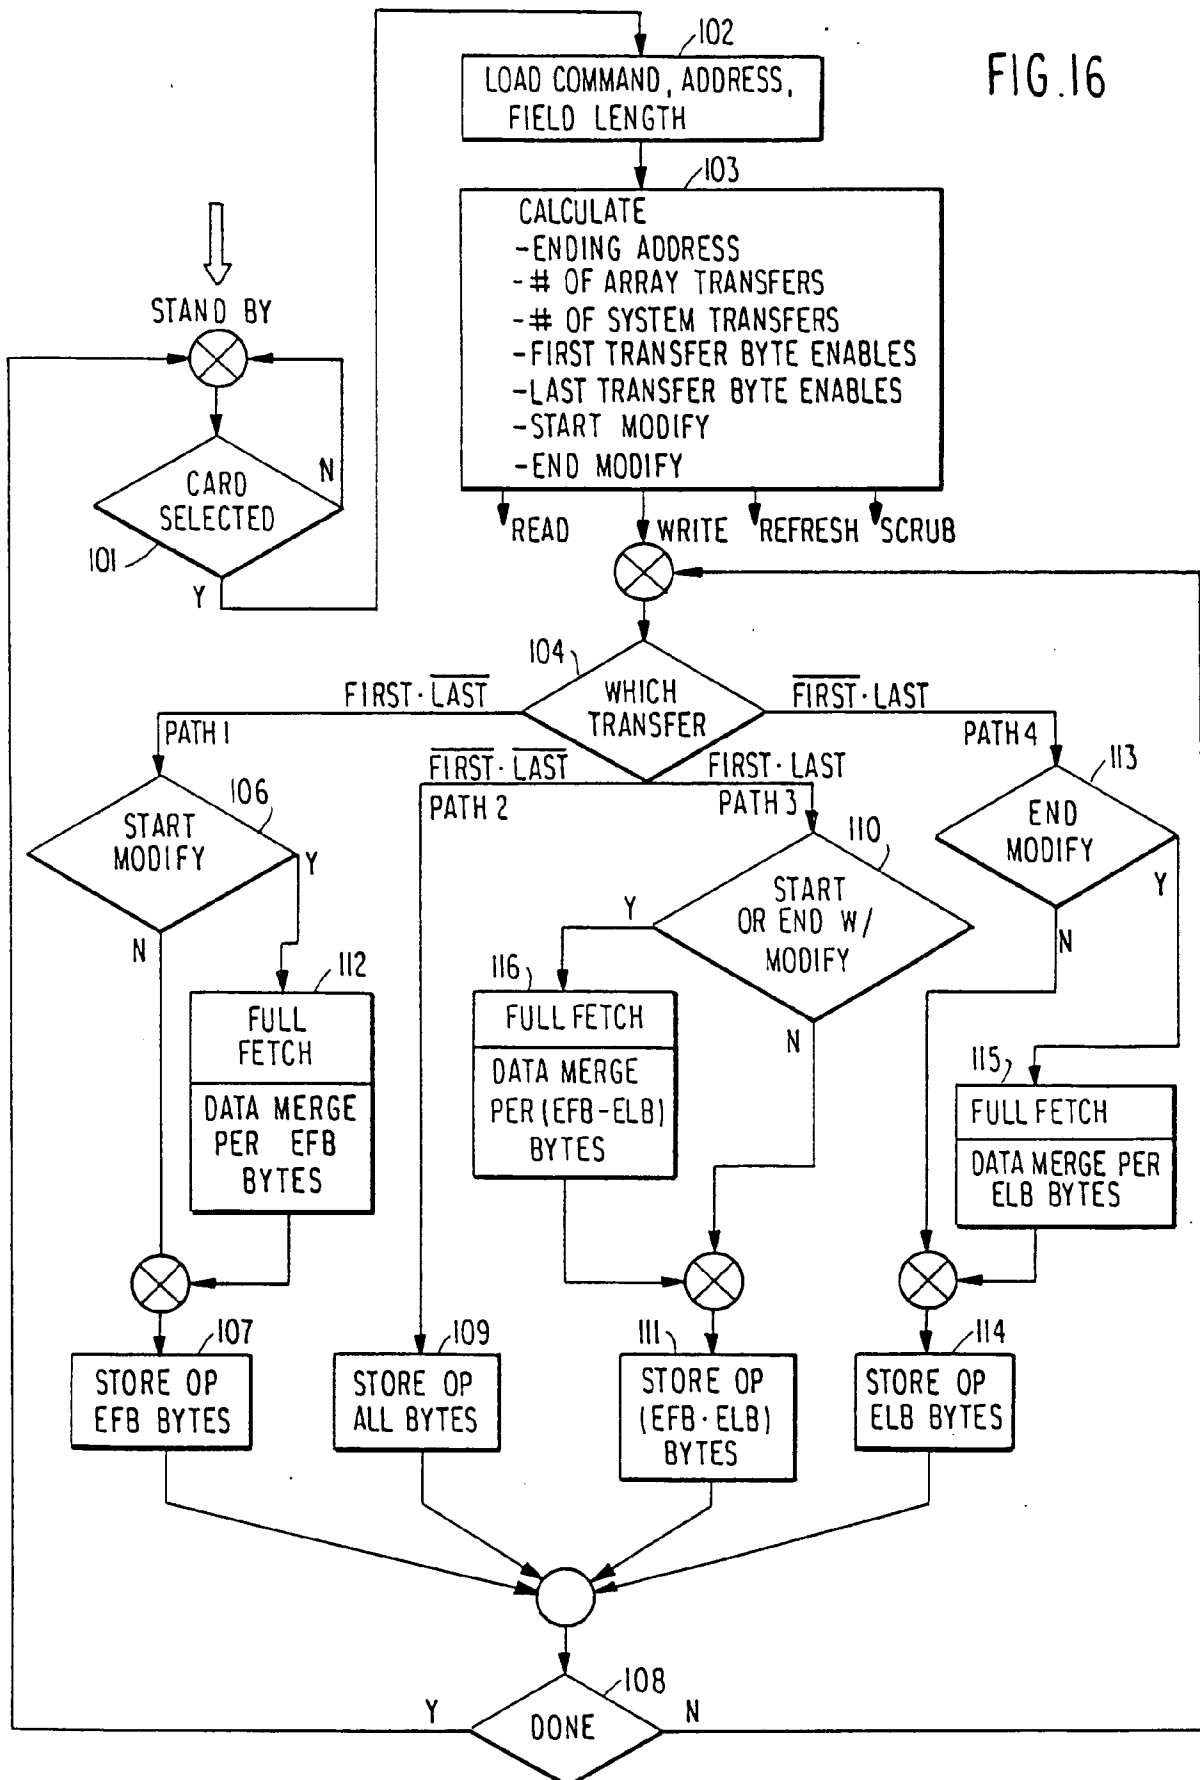 FIG.16
102
LOAD COMMAND, ADDRESS,
FIELD LENGTH
103
CALCULATE
-ENDING ADDRESS
-# OF ARRAY TRANSFERS
-# OF SYSTEM TRANSFERS
-FIRST TRANSFER BYTE ENABLES
-LAST TRANSFER BYTE ENABLES
-START MODIFY
-END MODIFY
STAND BY
CARD
SELECTED
N
101
Y
READ
WRITE
REFRESH
SCRUB
104
WHICH
TRANSFER
FIRST·L̅A̅S̅T̅
PATH 1
F̅I̅R̅S̅T̅·L̅A̅S̅T̅
PATH 2
FIRST·LAST
PATH 3
F̅I̅R̅S̅T̅·LAST
PATH 4
106
START
MODIFY
Y
N
110
START
OR END W/
MODIFY
Y
N
113
END
MODIFY
Y
N
112
FULL
FETCH
DATA MERGE
PER EFB
BYTES
116
FULL FETCH
DATA MERGE
PER (EFB-ELB)
BYTES
115
FULL FETCH
DATA MERGE PER
ELB BYTES
107
STORE OP
EFB BYTES
109
STORE OP
ALL BYTES
111
STORE OP
(EFB·ELB)
BYTES
114
STORE OP
ELB BYTES
108
DONE
Y
N